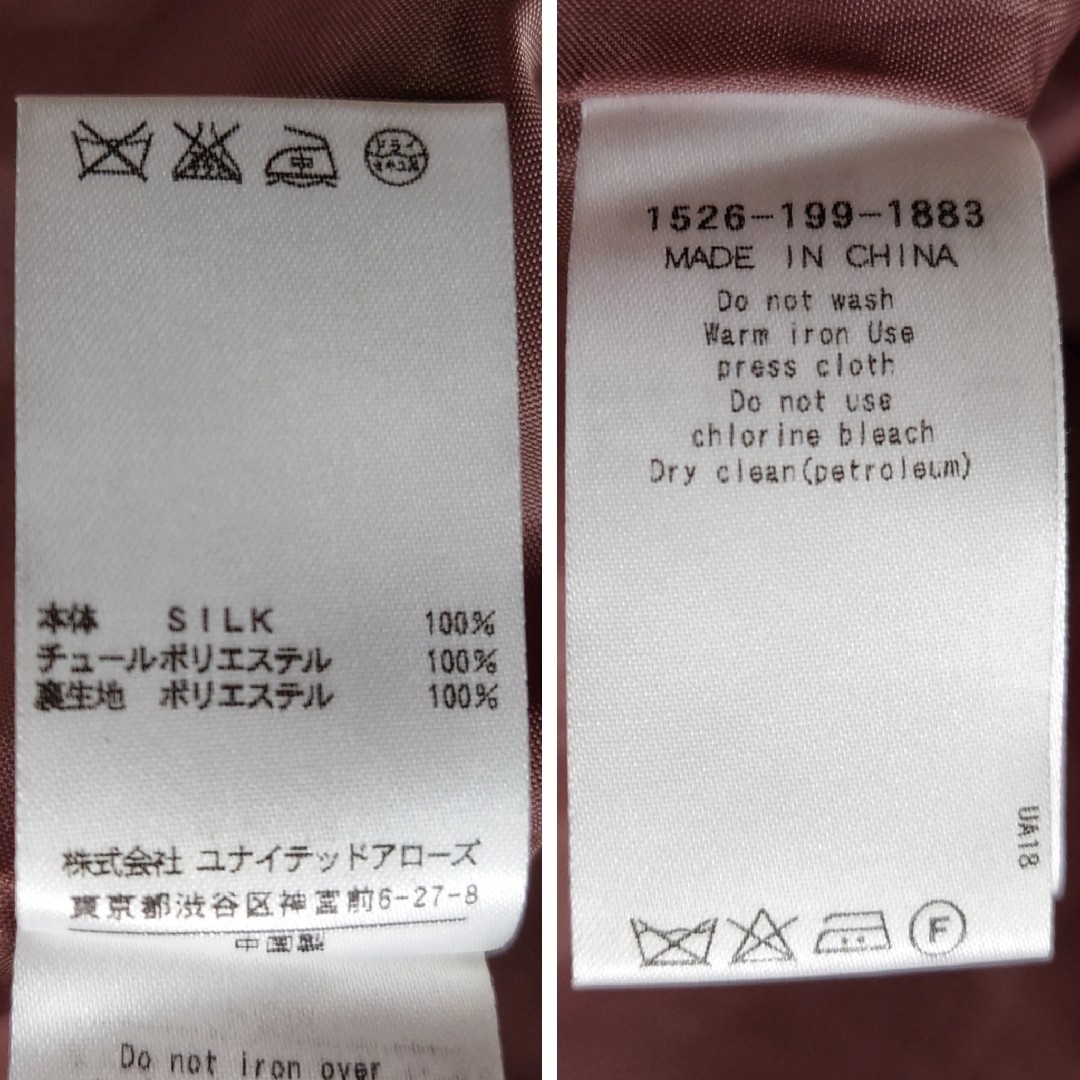 中
ドライ
セキユ系
本体 SILK 100%
チュール ポリエステル 100%
裏生地 ポリエステル 100%
株式会社 ユナイテッドアローズ
東京都渋谷区神宮前6-27-8
中国製
Do not iron over
1526-199-1883
MADE IN CHINA
Do not wash
Warm iron Use
press cloth
Do not use
chlorine bleach
Dry clean(petroleum)
UA18
F